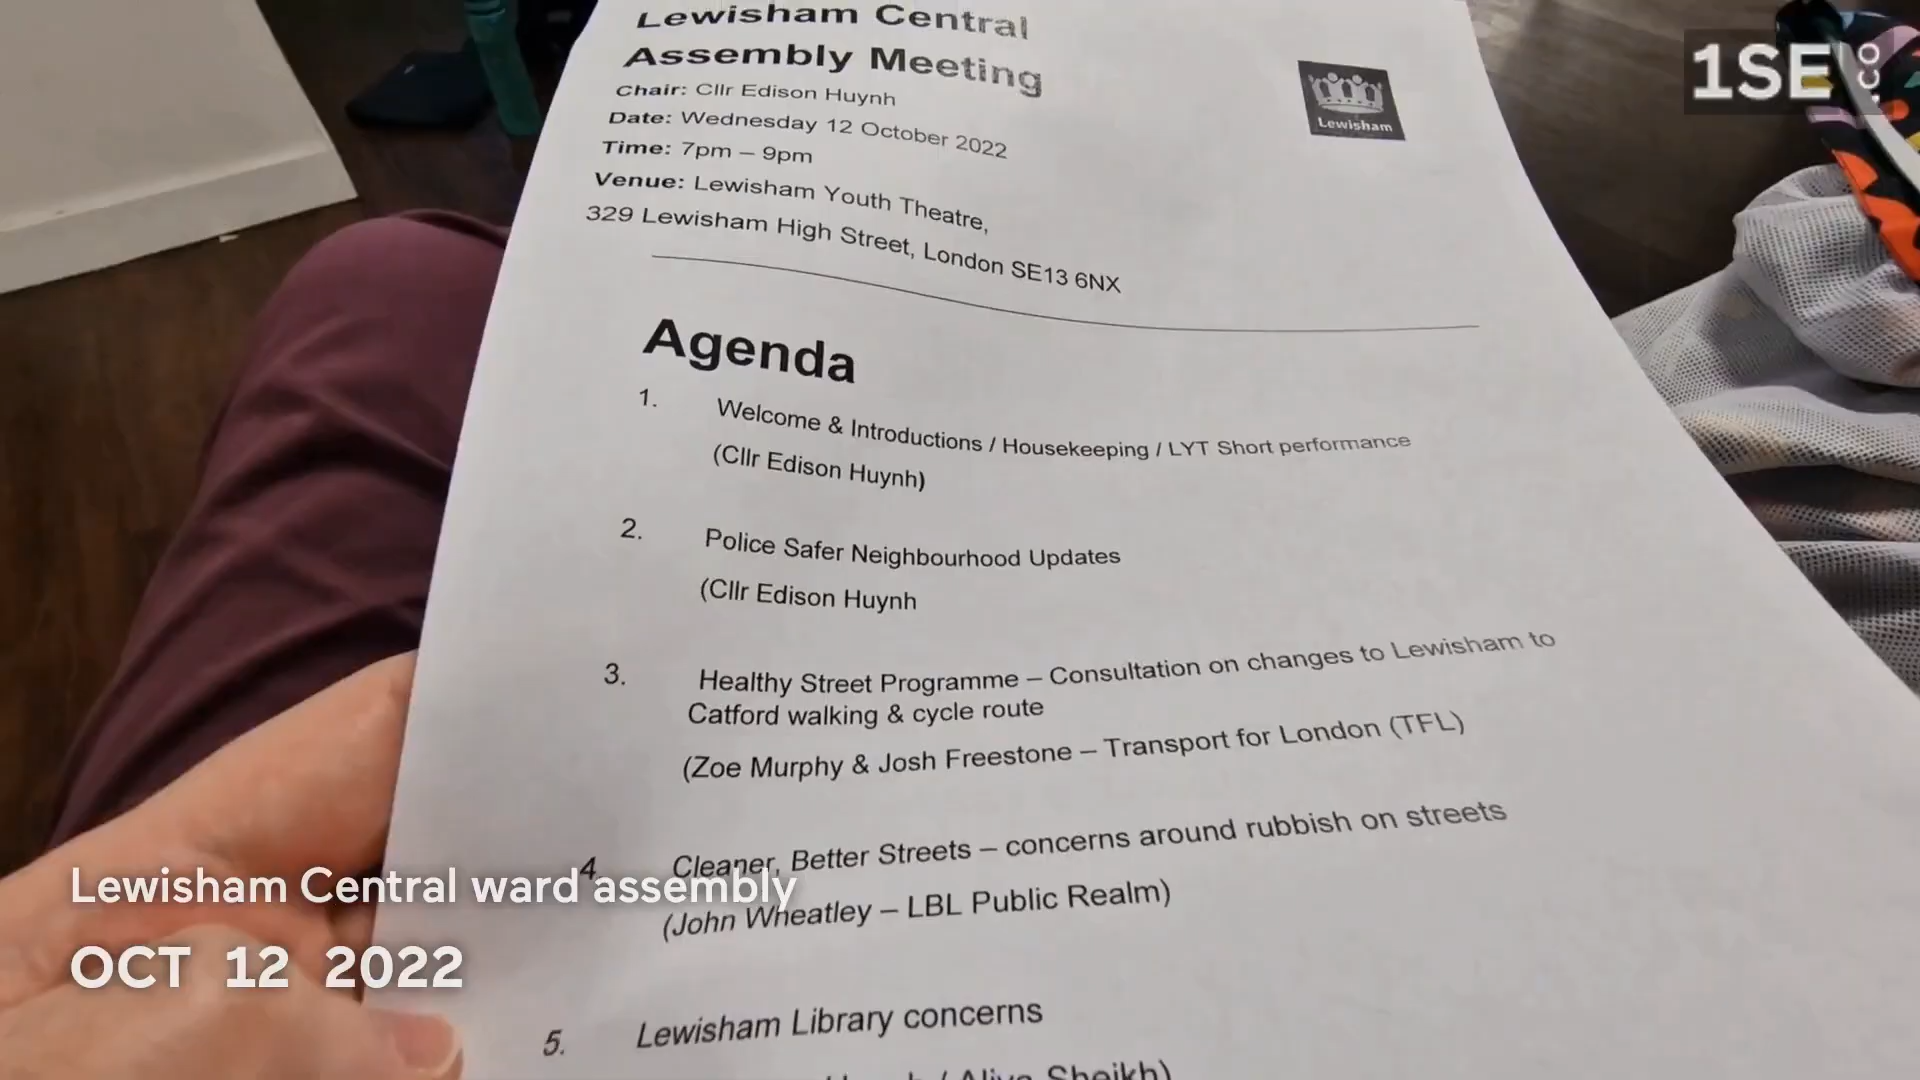 Lewisham Central
Assembly Meeting
Chair: Cllr Edison Huynh
Date: Wednesday 12 October 2022
Time: 7pm – 9pm
Venue: Lewisham Youth Theatre,
329 Lewisham High Street, London SE13 6NX
Lewisham
1SE.CO
Agenda
1. Welcome & Introductions / Housekeeping / LYT Short performance
(Cllr Edison Huynh)
2. Police Safer Neighbourhood Updates
(Cllr Edison Huynh
3. Healthy Street Programme – Consultation on changes to Lewisham to
Catford walking & cycle route
(Zoe Murphy & Josh Freestone – Transport for London (TFL)
4. Cleaner, Better Streets – concerns around rubbish on streets
(John Wheatley – LBL Public Realm)
5. Lewisham Library concerns
Sheikh)
Lewisham Central ward assembly
OCT 12 2022